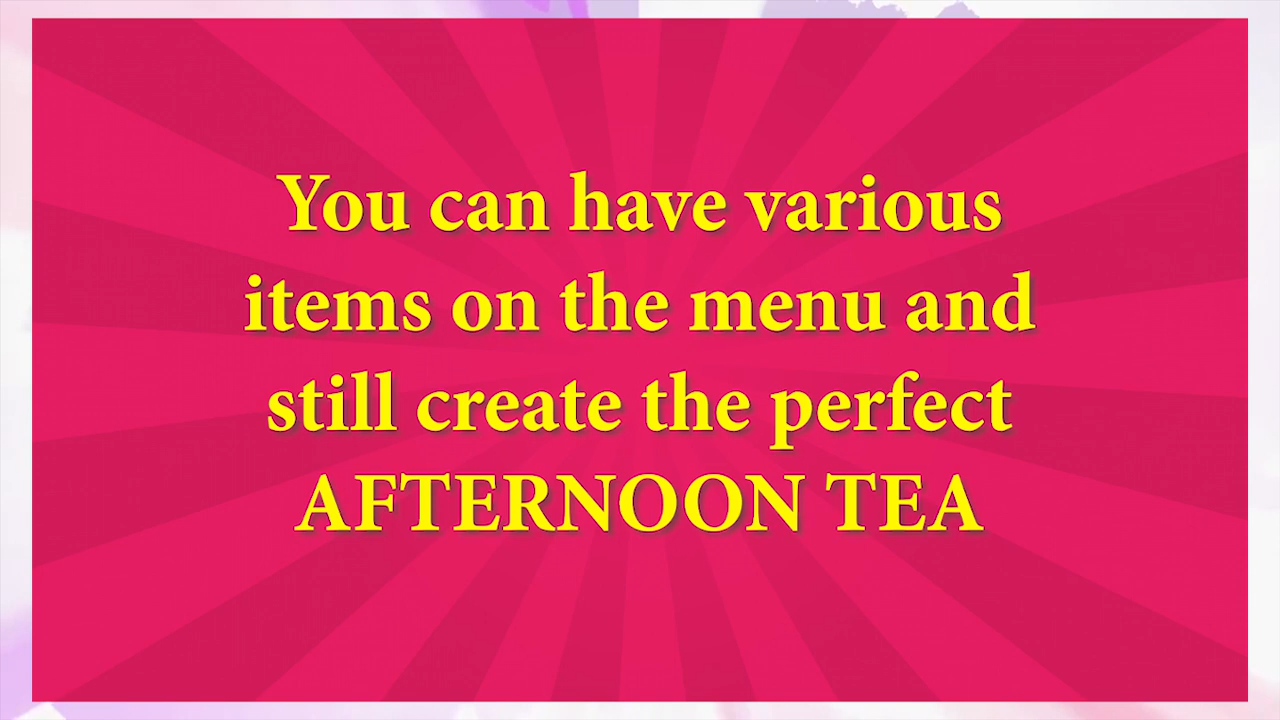 You can have various
items on the menu and
still create the perfect
AFTERNOON TEA